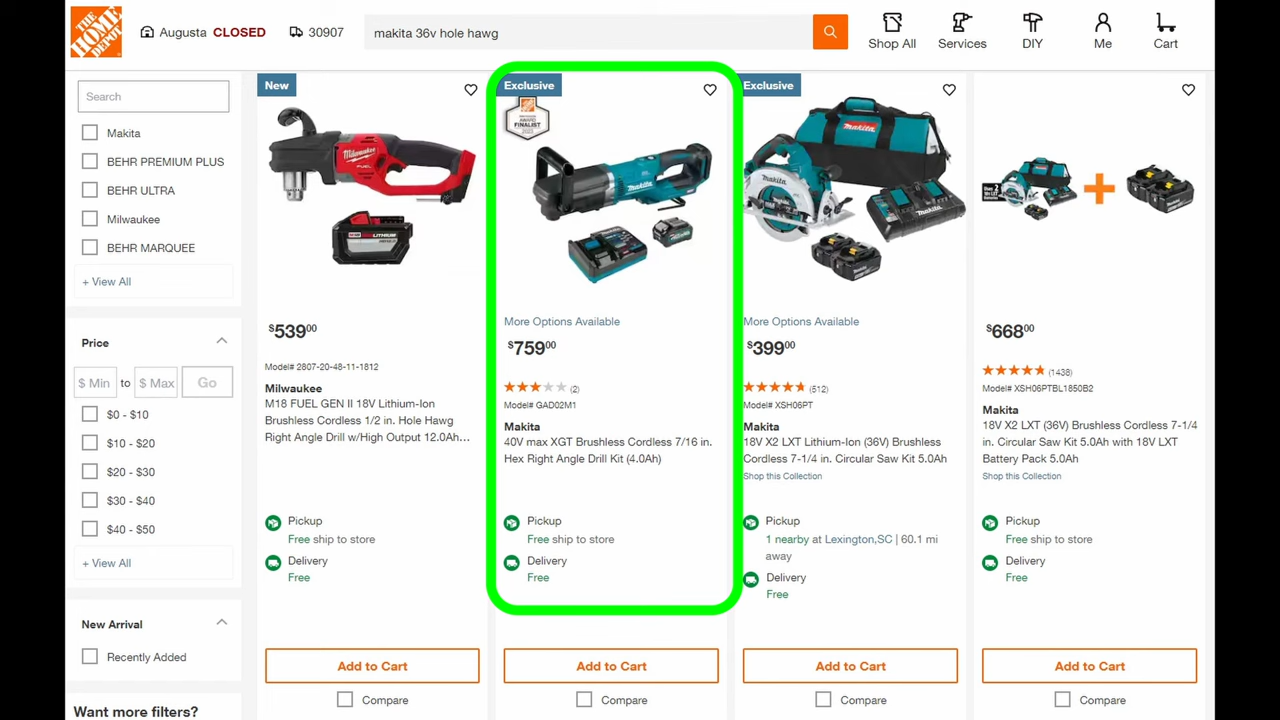 THE HOME DEPOT
Augusta CLOSED
30907
makita 36v hole hawg
Shop All
Services
DIY
Me
Cart
Search
Makita
BEHR PREMIUM PLUS
BEHR ULTRA
Milwaukee
BEHR MARQUEE
+ View All
Price
$ Min to $ Max Go
$0 - $10
$10 - $20
$20 - $30
$30 - $40
$40 - $50
+ View All
New Arrival
Recently Added
Want more filters?
New
Milwaukee
FUEL
$539.00
Model# 2807-20-48-11-1812
Milwaukee
M18 FUEL GEN II 18V Lithium-Ion
Brushless Cordless 1/2 in. Hole Hawg
Right Angle Drill w/High Output 12.0Ah...
Pickup
Free ship to store
Delivery
Free
Add to Cart
Compare
Exclusive
FINALIST
makita
More Options Available
$759.00
(2)
Model# GAD02M1
Makita
40V max XGT Brushless Cordless 7/16 in.
Hex Right Angle Drill Kit (4.0Ah)
Pickup
Free ship to store
Delivery
Free
Add to Cart
Compare
Exclusive
makita
makita
More Options Available
$399.00
(512)
Model# XSH06PT
Makita
18V X2 LXT Lithium-Ion (36V) Brushless
Cordless 7-1/4 in. Circular Saw Kit 5.0Ah
Shop this Collection
Pickup
1 nearby at Lexington,SC | 60.1 mi
away
Delivery
Free
Add to Cart
Compare
$668.00
(1438)
Model# XSH06PTBL1850B2
Makita
18V X2 LXT (36V) Brushless Cordless 7-1/4
in. Circular Saw Kit 5.0Ah with 18V LXT
Battery Pack 5.0Ah
Shop this Collection
Pickup
Free ship to store
Delivery
Free
Add to Cart
Compare